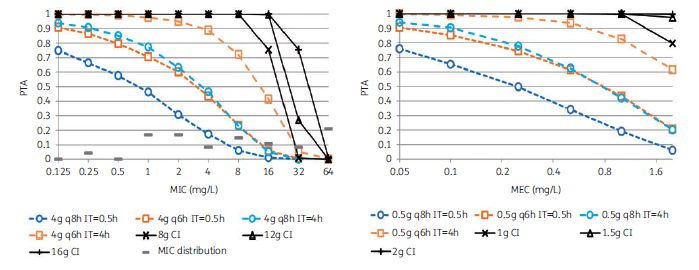 PTA
1
0.9
0.8
0.7
0.6
0.5
0.4
0.3
0.2
0.1
0
0.125 0.25 0.5 1 2 4 8 16 32 64
MIC (mg/L)
4g q8h IT=0.5h 4g q6h IT=0.5h 4g q8h IT=4h
4g q6h IT=4h 8g CI 12g CI
16g CI MIC distribution
PTA
1
0.9
0.8
0.7
0.6
0.5
0.4
0.3
0.2
0.1
0
0.05 0.1 0.2 0.4 0.8 1.6
MEC (mg/L)
0.5g q8h IT=0.5h 0.5g q6h IT=0.5h 0.5g q8h IT=4h
0.5g q6h IT=4h 1g CI 1.5g CI
2g CI